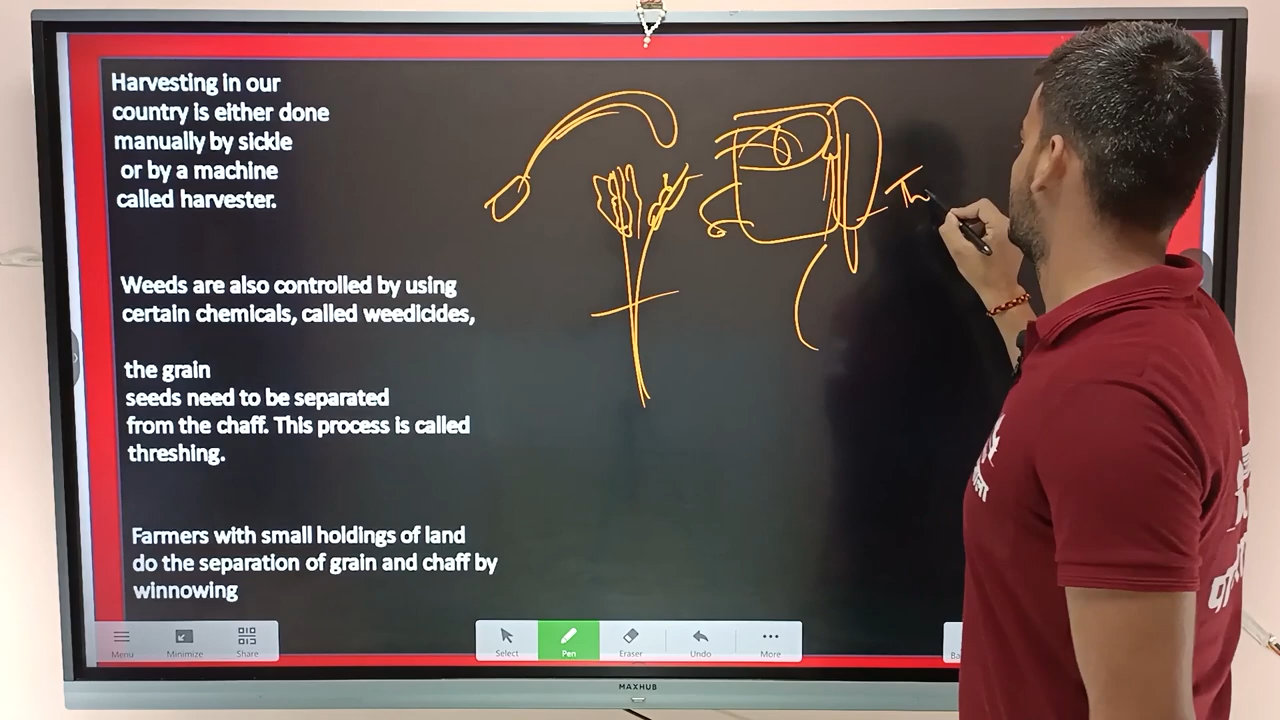 Harvesting in our
country is either done
manually by sickle
or by a machine
called harvester.
Weeds are also controlled by using
certain chemicals, called weedicides,
the grain
seeds need to be separated
from the chaff. This process is called
threshing.
Farmers with small holdings of land
do the separation of grain and chaff by
winnowing
Th
Menu
Minimize
Share
Select
Pen
Eraser
Undo
More
Ba
MAXHUB